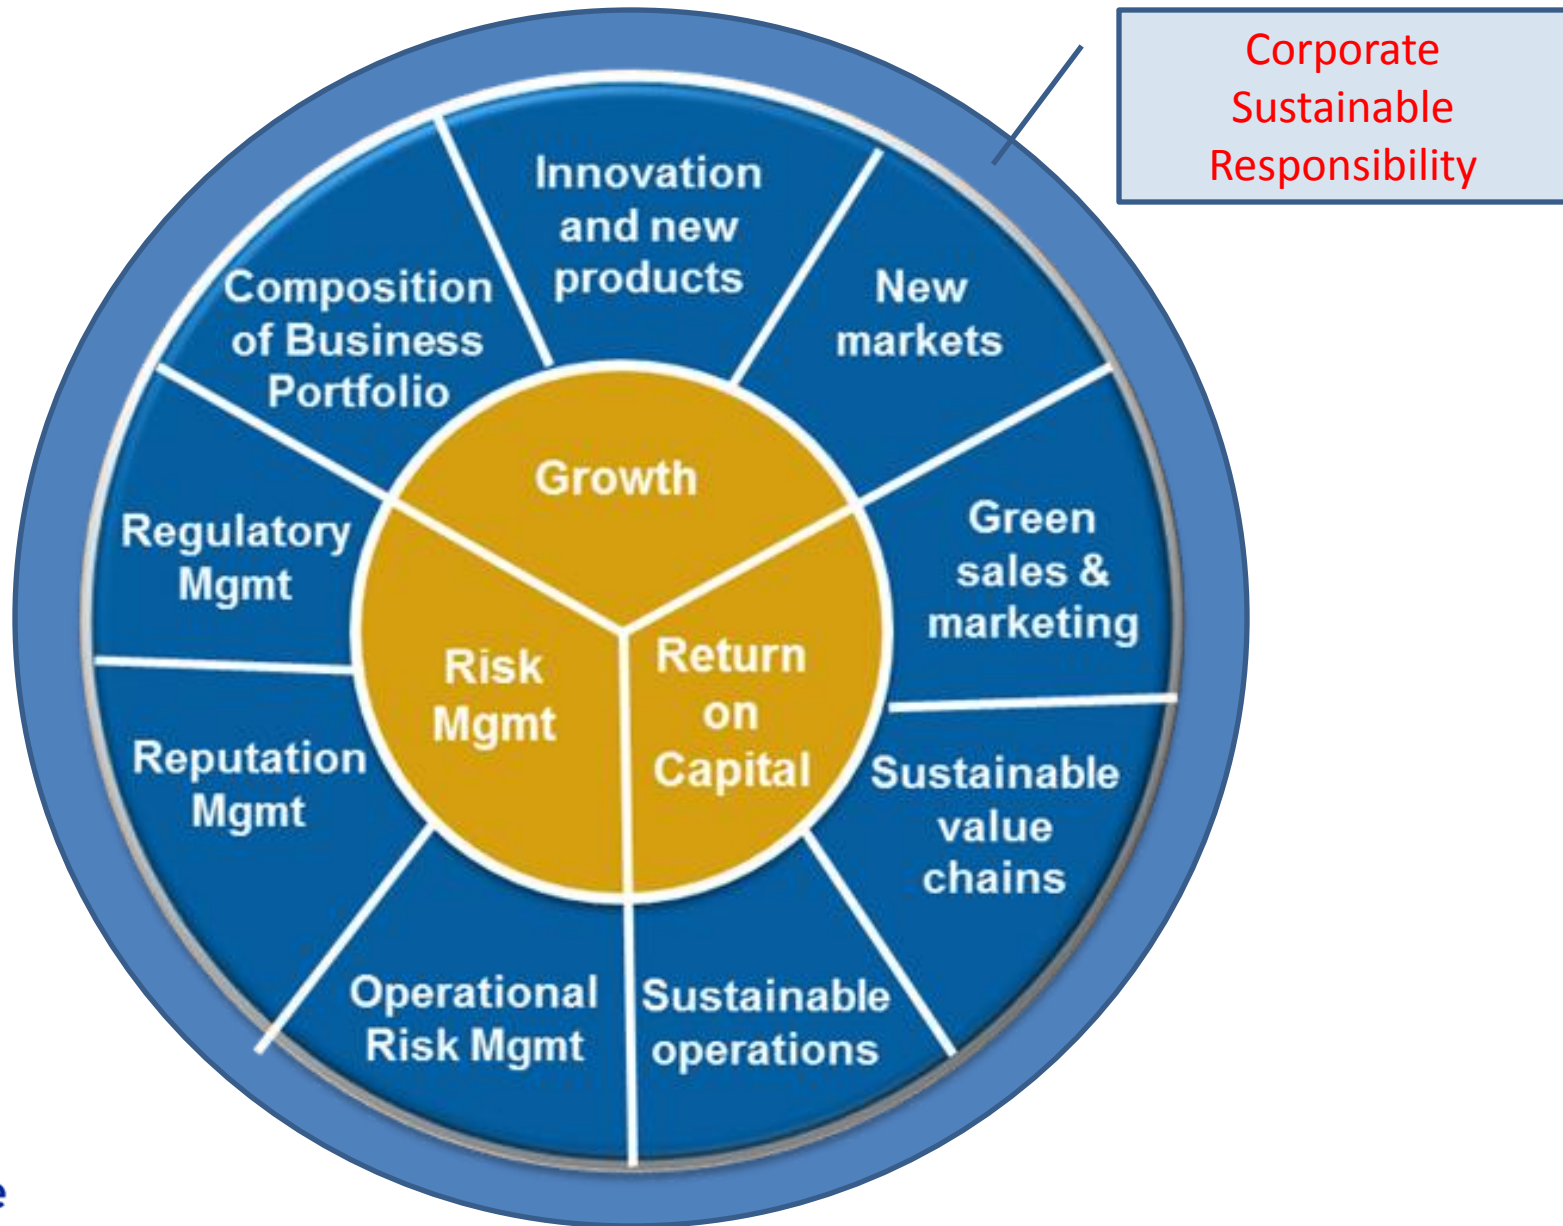 Corporate
Sustainable
Responsibility
Innovation
and new
products
New
markets
Composition
of Business
Portfolio
Growth
Green
sales &
marketing
Regulatory
Mgmt
Risk
Mgmt
Return
on
Capital
Reputation
Mgmt
Sustainable
value
chains
Operational
Risk Mgmt
Sustainable
operations
e